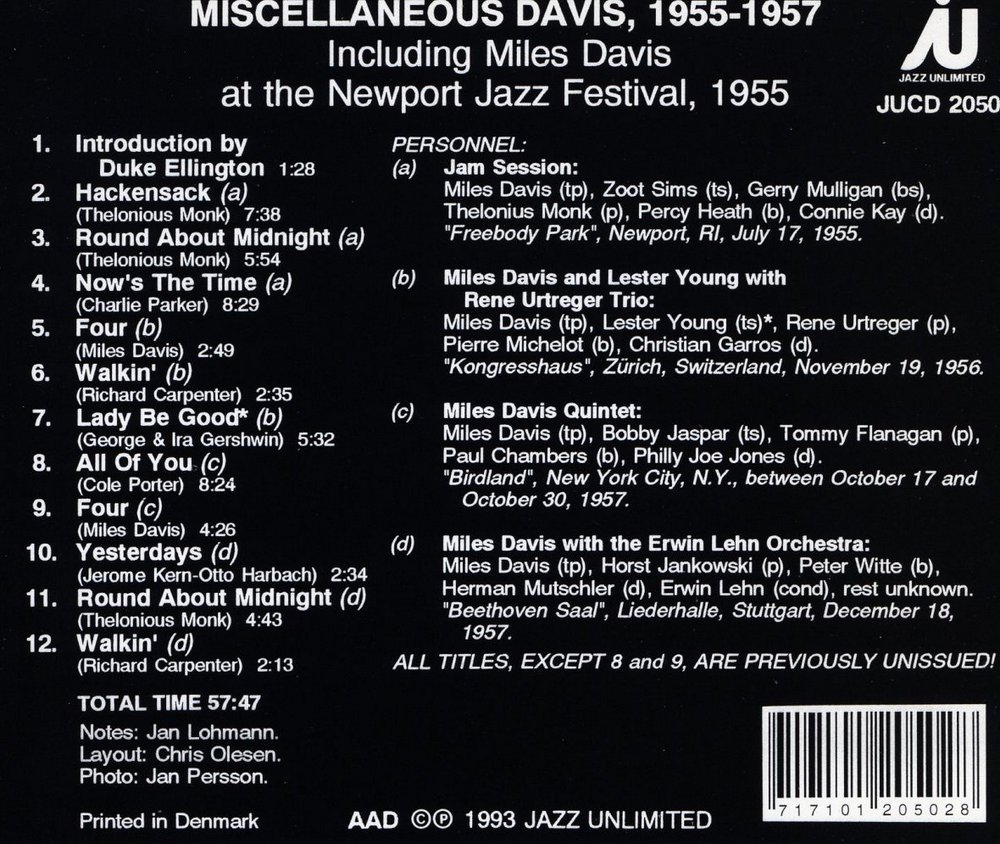 MISCELLANEOUS DAVIS, 1955-1957
Including Miles Davis
at the Newport Jazz Festival, 1955
JU
JAZZ UNLIMITED
JUCD 2050
1. Introduction by
Duke Ellington 1:28
2. Hackensack (a)
(Thelonious Monk) 7:38
3. Round About Midnight (a)
(Thelonious Monk) 5:54
4. Now's The Time (a)
(Charlie Parker) 8:29
5. Four (b)
(Miles Davis) 2:49
6. Walkin' (b)
(Richard Carpenter) 2:35
7. Lady Be Good* (b)
(George & Ira Gershwin) 5:32
8. All Of You (c)
(Cole Porter) 8:24
9. Four (c)
(Miles Davis) 4:26
10. Yesterdays (d)
(Jerome Kern-Otto Harbach) 2:34
11. Round About Midnight (d)
(Thelonious Monk) 4:43
12. Walkin' (d)
(Richard Carpenter) 2:13
TOTAL TIME 57:47
Notes: Jan Lohmann.
Layout: Chris Olesen.
Photo: Jan Persson.
PERSONNEL:
(a) Jam Session:
Miles Davis (tp), Zoot Sims (ts), Gerry Mulligan (bs),
Thelonius Monk (p), Percy Heath (b), Connie Kay (d).
"Freebody Park", Newport, RI, July 17, 1955.
(b) Miles Davis and Lester Young with
Rene Urtreger Trio:
Miles Davis (tp), Lester Young (ts)*, Rene Urtreger (p),
Pierre Michelot (b), Christian Garros (d).
"Kongresshaus", Zürich, Switzerland, November 19, 1956.
(c) Miles Davis Quintet:
Miles Davis (tp), Bobby Jaspar (ts), Tommy Flanagan (p),
Paul Chambers (b), Philly Joe Jones (d).
"Birdland", New York City, N.Y., between October 17 and
October 30, 1957.
(d) Miles Davis with the Erwin Lehn Orchestra:
Miles Davis (tp), Horst Jankowski (p), Peter Witte (b),
Herman Mutschler (d), Erwin Lehn (cond), rest unknown.
"Beethoven Saal", Liederhalle, Stuttgart, December 18,
1957.
ALL TITLES, EXCEPT 8 and 9, ARE PREVIOUSLY UNISSUED!
Printed in Denmark
AAD ©℗ 1993 JAZZ UNLIMITED
717101 205028